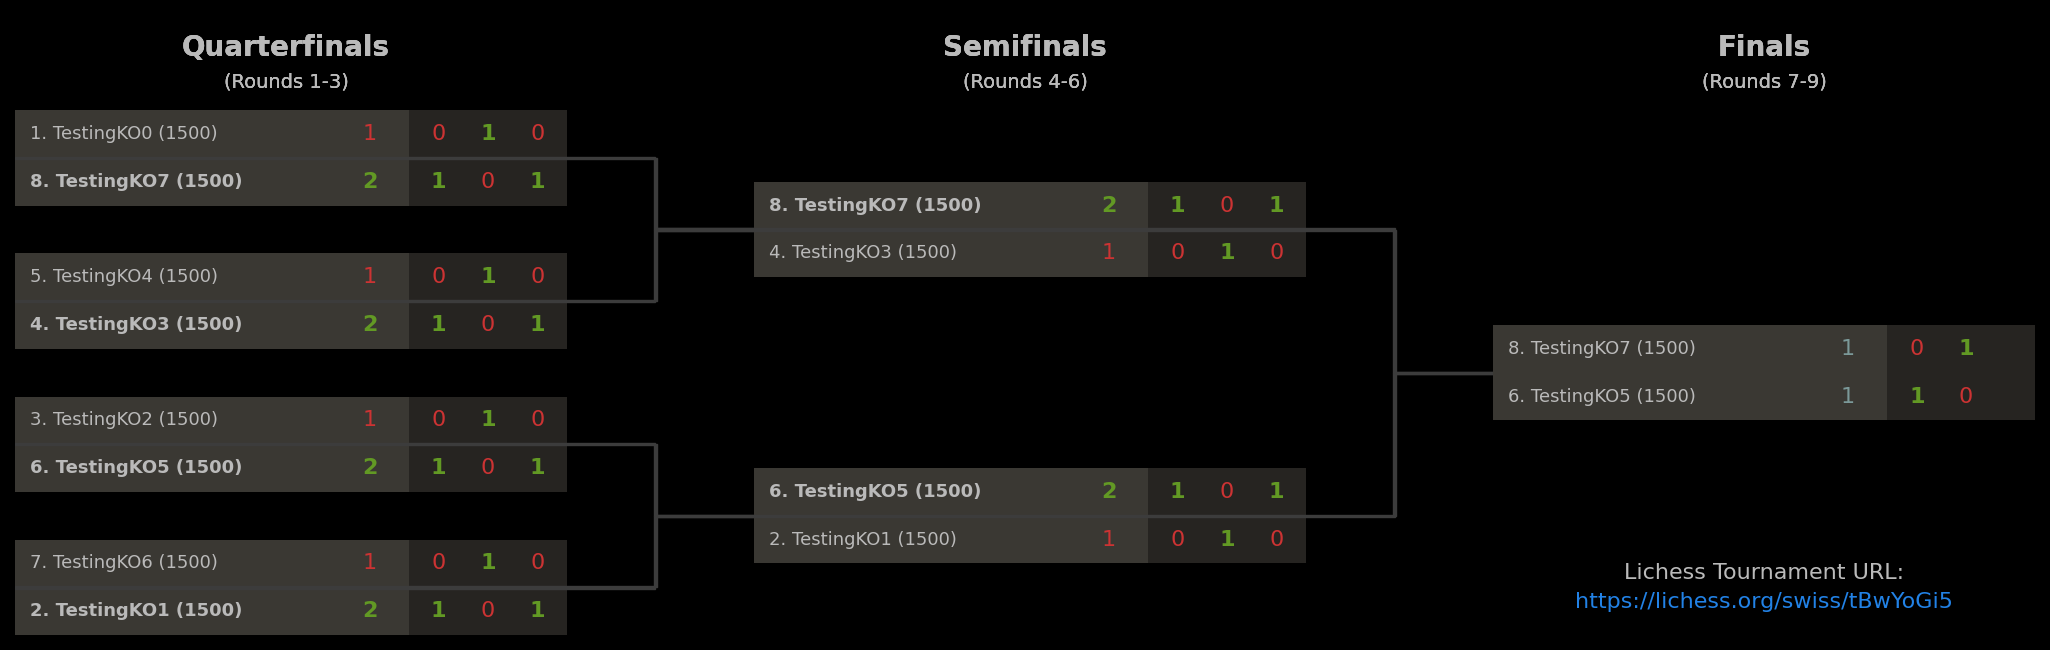 Quarterfinals
(Rounds 1-3)
1. TestingKO0 (1500) 1 0 1 0
8. TestingKO7 (1500) 2 1 0 1
5. TestingKO4 (1500) 1 0 1 0
4. TestingKO3 (1500) 2 1 0 1
3. TestingKO2 (1500) 1 0 1 0
6. TestingKO5 (1500) 2 1 0 1
7. TestingKO6 (1500) 1 0 1 0
2. TestingKO1 (1500) 2 1 0 1
Semifinals
(Rounds 4-6)
8. TestingKO7 (1500) 2 1 0 1
4. TestingKO3 (1500) 1 0 1 0
6. TestingKO5 (1500) 2 1 0 1
2. TestingKO1 (1500) 1 0 1 0
Finals
(Rounds 7-9)
8. TestingKO7 (1500) 1 0 1
6. TestingKO5 (1500) 1 1 0
Lichess Tournament URL:
https://lichess.org/swiss/tBwYoGi5